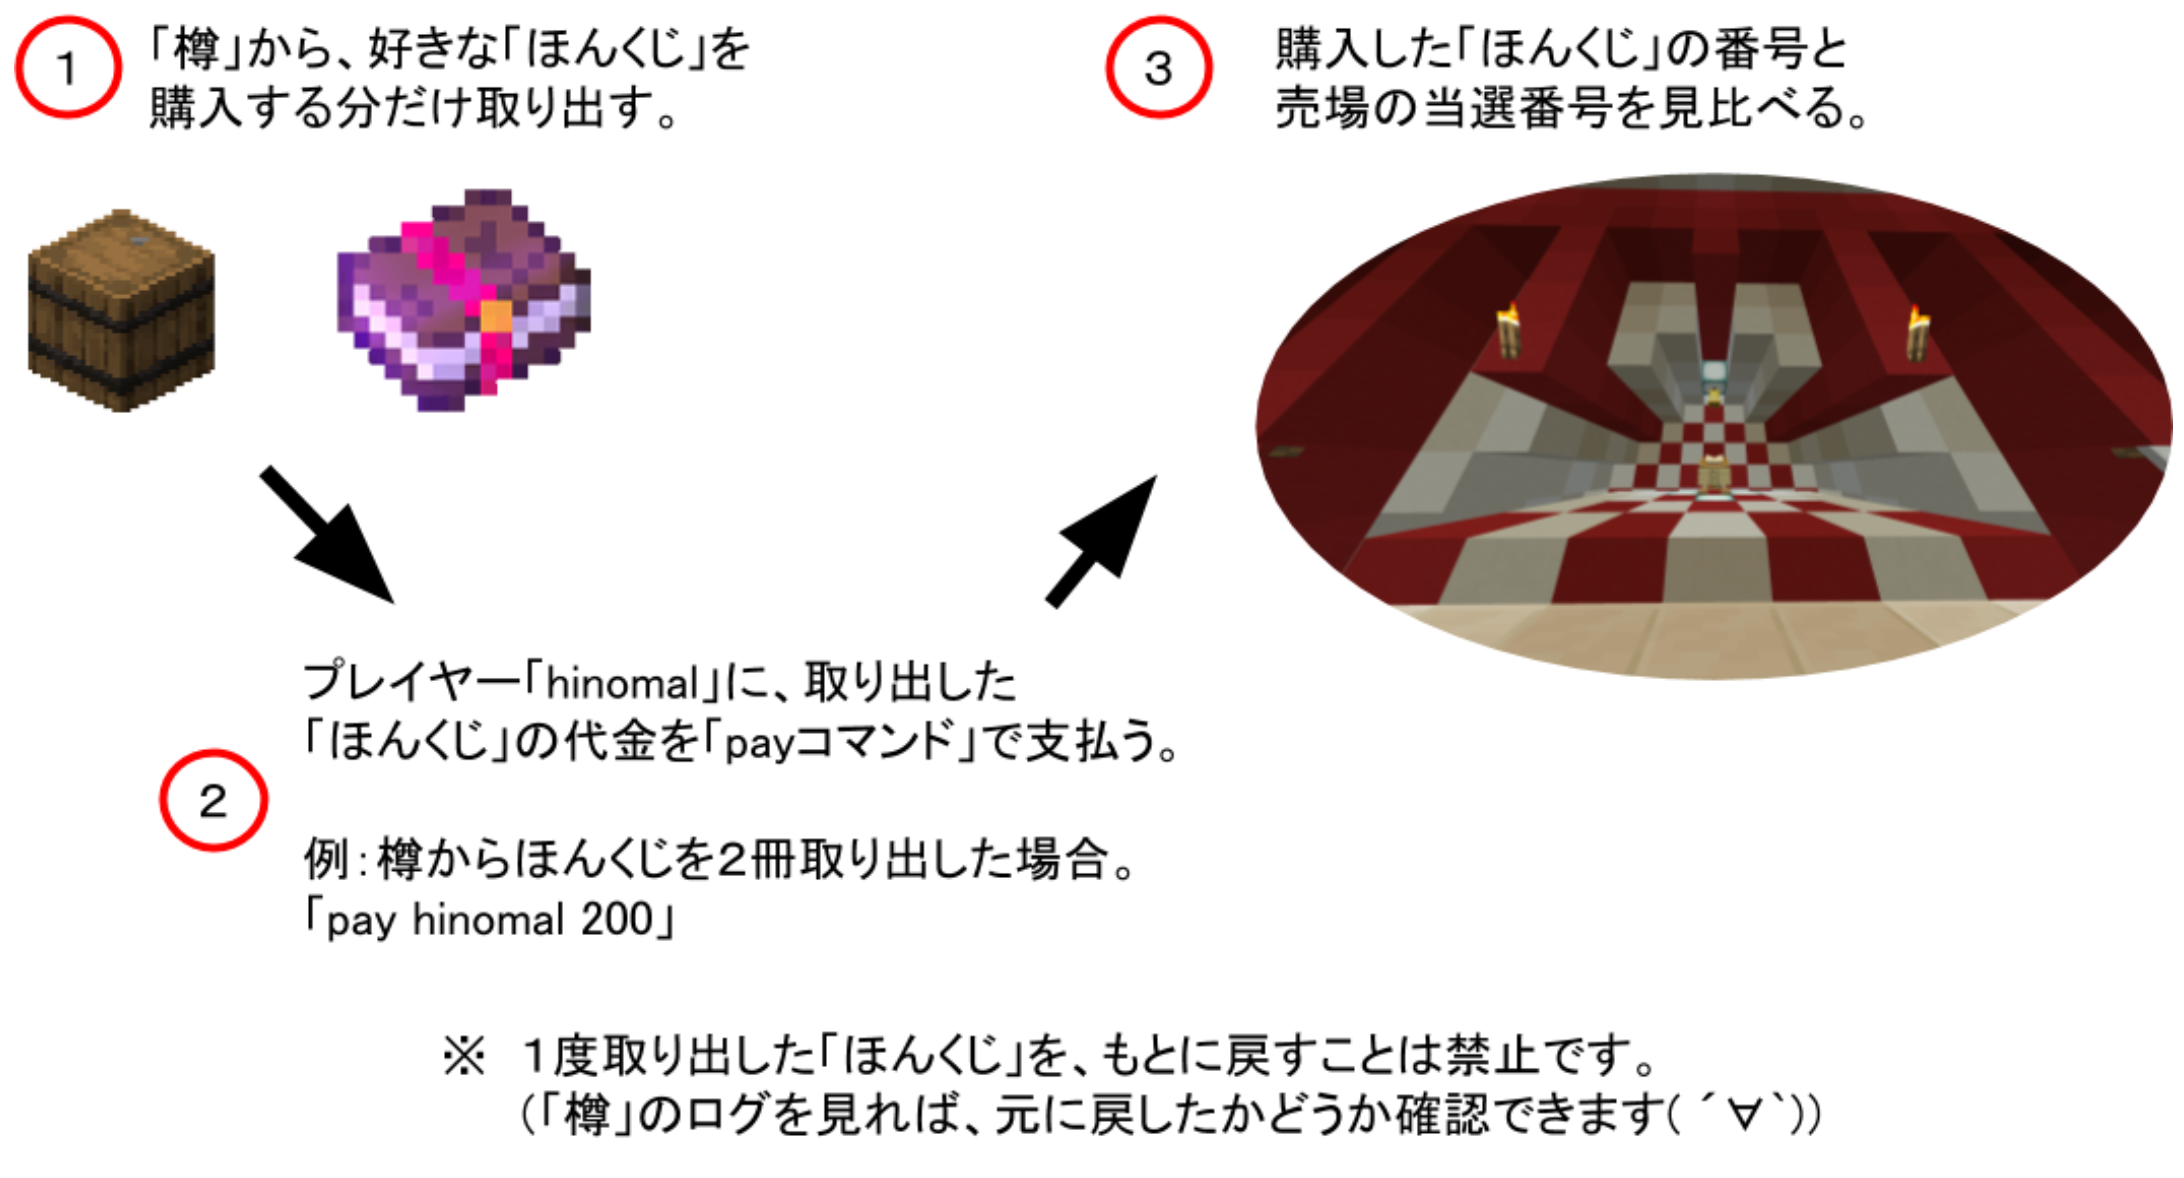 １
「樽」から、好きな「ほんくじ」を
購入する分だけ取り出す。
２
プレイヤー「hinomal」に、取り出した
「ほんくじ」の代金を「payコマンド」で支払う。
例：樽からほんくじを２冊取り出した場合。
「pay hinomal 200」
３
購入した「ほんくじ」の番号と
売場の当選番号を見比べる。
※　１度取り出した「ほんくじ」を、もとに戻すことは禁止です。
（「樽」のログを見れば、元に戻したかどうか確認できます( ´∀`)）